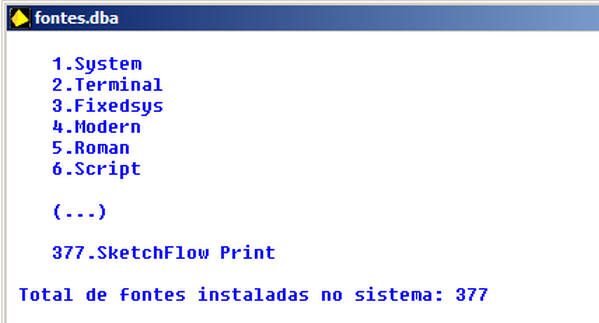 fontes.dba
1.System
2.Terminal
3.Fixedsys
4.Modern
5.Roman
6.Script
(...)
377.SketchFlow Print
Total de fontes instaladas no sistema: 377